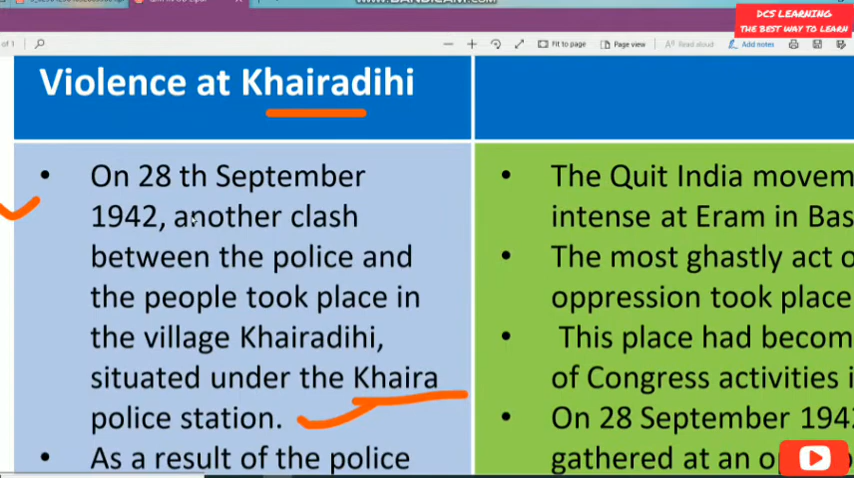 DCS LEARNING
THE BEST WAY TO LEARN
of 1
Fit to page
Page view
Read aloud
Add notes
Violence at Khairadihi
• On 28 th September
1942, another clash
between the police and
the people took place in
the village Khairadihi,
situated under the Khaira
police station.
• As a result of the police
• The Quit India movem
intense at Eram in Bas
• The most ghastly act o
oppression took place
• This place had becom
of Congress activities i
• On 28 September 1942
gathered at an o